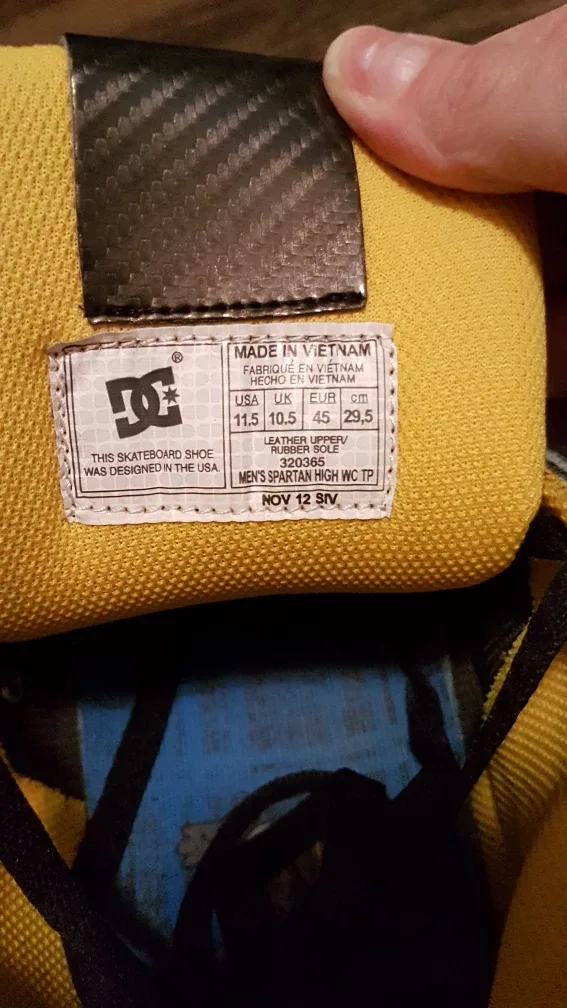 DC ®
THIS SKATEBOARD SHOE
WAS DESIGNED IN THE USA.
MADE IN VIETNAM
FABRIQUÉ EN VIÉTNAM
HECHO EN VIETNAM
USA UK EUR cm
11.5 10.5 45 29,5
LEATHER UPPER/
RUBBER SOLE
320365
MEN'S SPARTAN HIGH WC TP
NOV 12 SIV